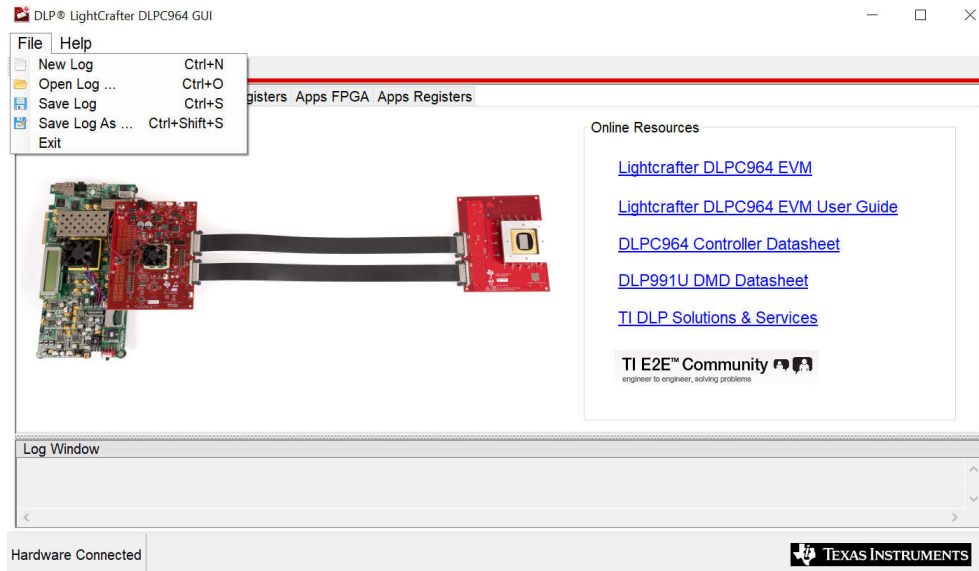 DLP® LightCrafter DLPC964 GUI
File Help
New Log Ctrl+N
Open Log ... Ctrl+O
Save Log Ctrl+S
Save Log As ... Ctrl+Shift+S
Exit
gisters Apps FPGA Apps Registers
Online Resources
Lightcrafter DLPC964 EVM
Lightcrafter DLPC964 EVM User Guide
DLPC964 Controller Datasheet
DLP991U DMD Datasheet
TI DLP Solutions & Services
TI E2E™ Community
engineer to engineer, solving problems
Log Window
Hardware Connected
TEXAS INSTRUMENTS